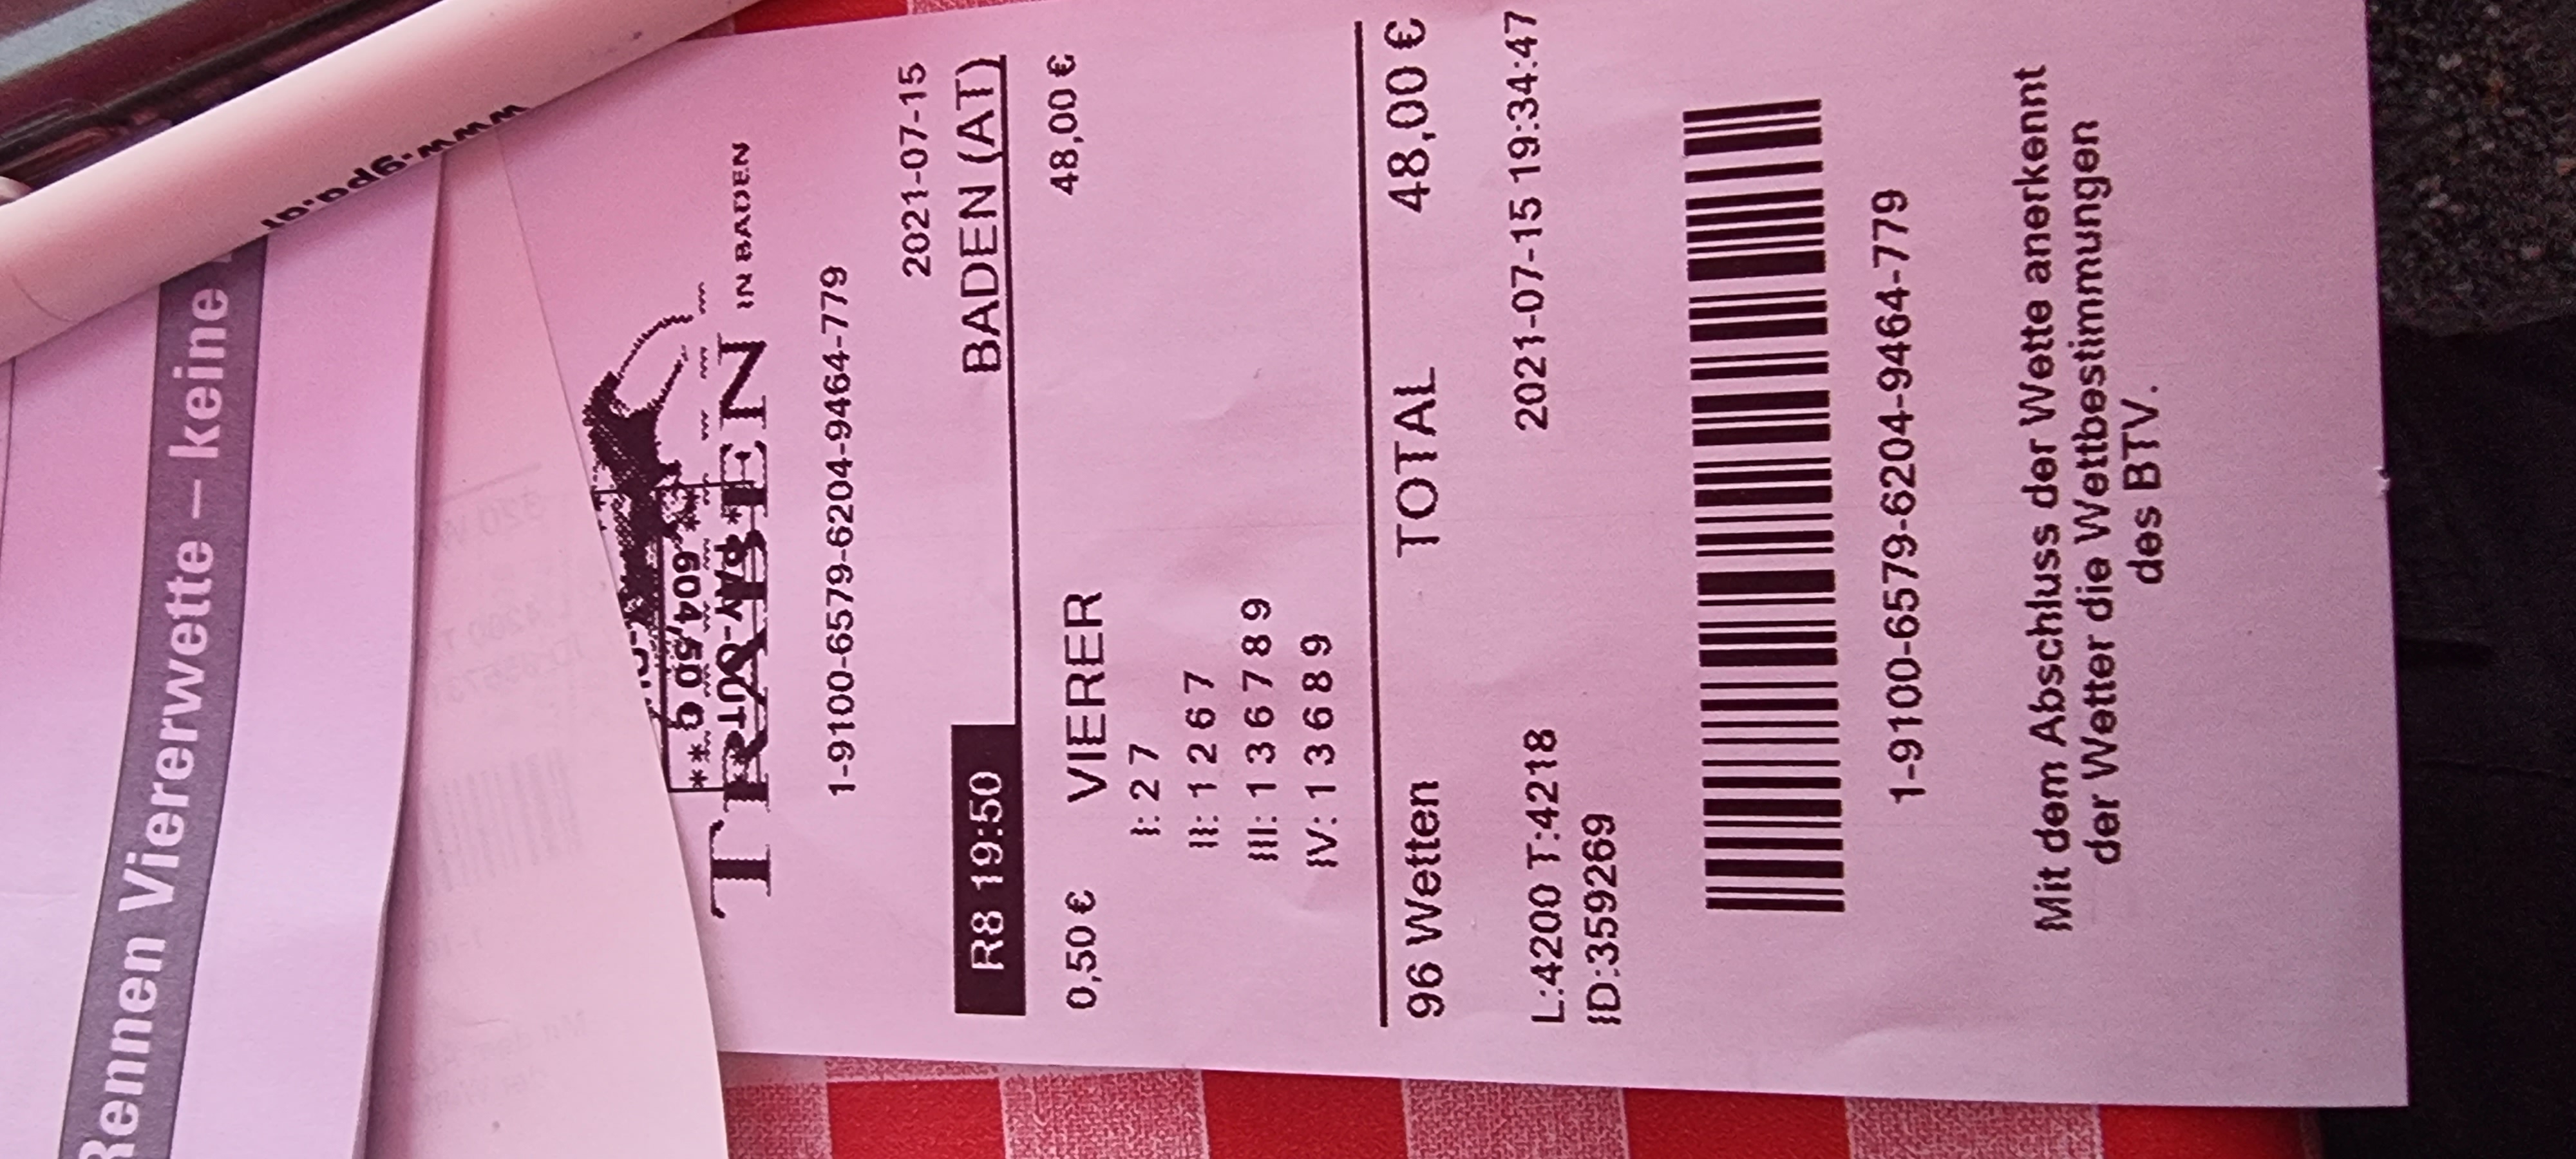 Rennen Viererwette – keine
www.gpa.at
TRABEN IN BADEN
** 604,50 G **
1-9100-6579-6204-9464-779
2021-07-15
R8 19:50 BADEN (AT)
0,50 € VIERER 48,00 €
I: 2 7
II: 1 2 6 7
III: 1 3 6 7 8 9
IV: 1 3 6 8 9
96 Wetten TOTAL 48,00 €
L:4200 T:4218 2021-07-15 19:34:47
ID:359269
1-9100-6579-6204-9464-779
Mit dem Abschluss der Wette anerkennt
der Wetter die Wettbestimmungen
des BTV.